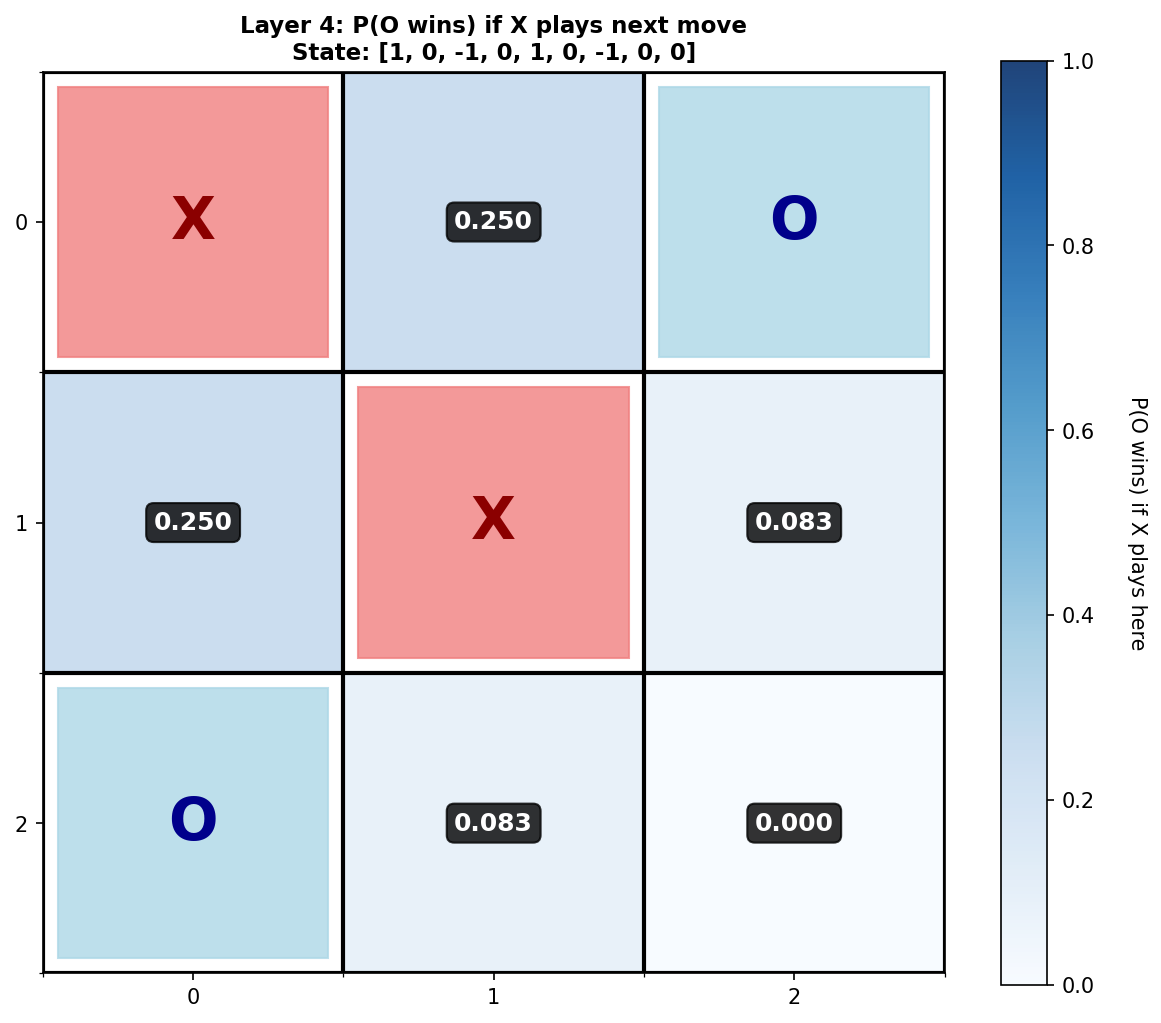 Layer 4: P(O wins) if X plays next move
State: [1, 0, -1, 0, 1, 0, -1, 0, 0]
0
X
0.250
O
1
0.250
X
0.083
2
O
0.083
0.000
0
1
2
1.0
0.8
0.6
0.4
0.2
0.0
P(O wins) if X plays here